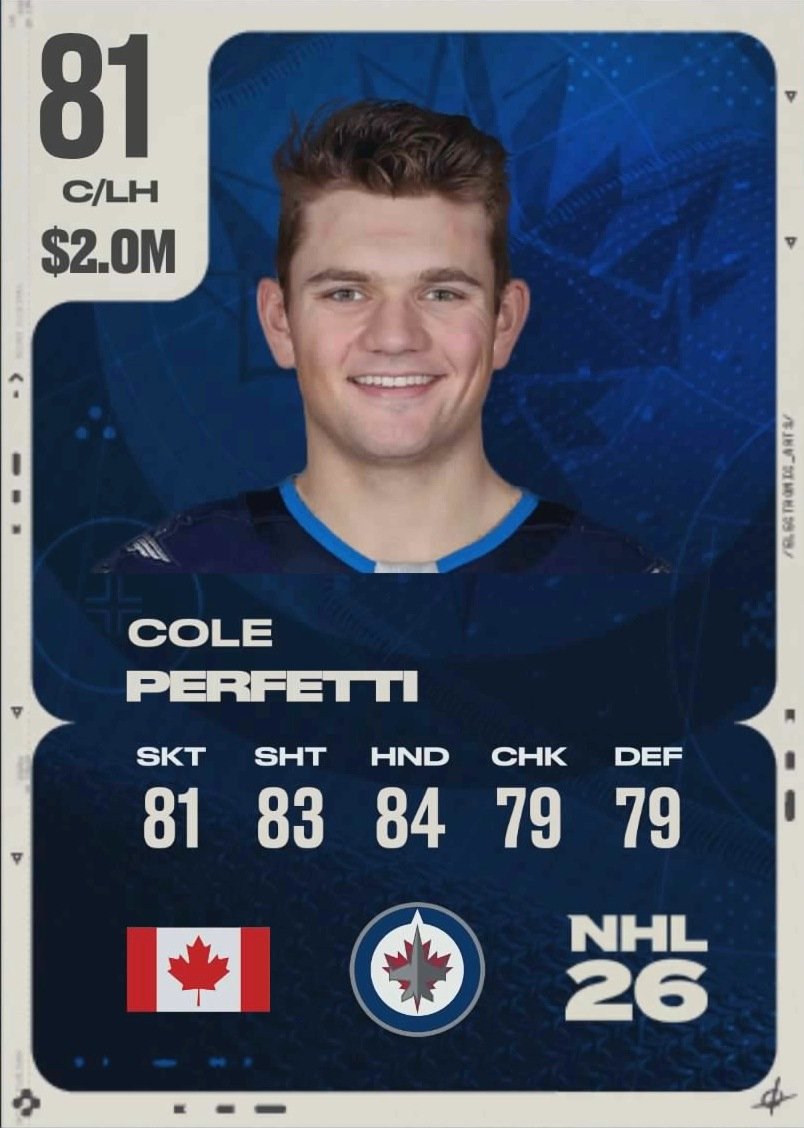 81
C/LH
$2.0M
COLE
PERFETTI
SKT SHT HND CHK DEF
81 83 84 79 79
NHL
26